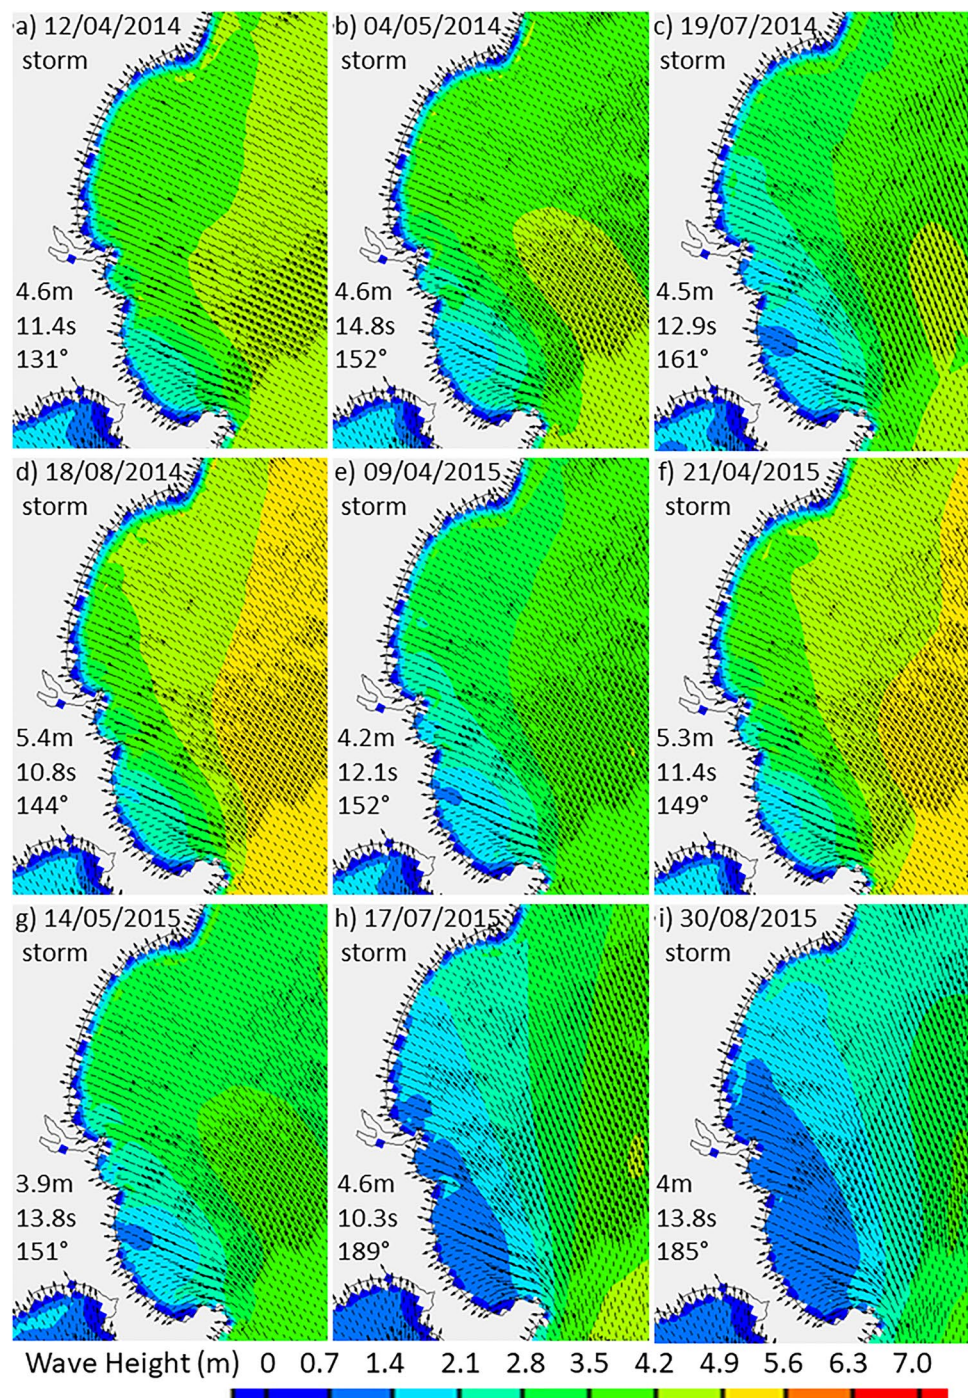 a) 12/04/2014
storm
4.6m
11.4s
131°
b) 04/05/2014
storm
4.6m
14.8s
152°
c) 19/07/2014
storm
4.5m
12.9s
161°
d) 18/08/2014
storm
5.4m
10.8s
144°
e) 09/04/2015
storm
4.2m
12.1s
152°
f) 21/04/2015
storm
5.3m
11.4s
149°
g) 14/05/2015
storm
3.9m
13.8s
151°
h) 17/07/2015
storm
4.6m
10.3s
189°
i) 30/08/2015
storm
4m
13.8s
185°
Wave Height (m) 0 0.7 1.4 2.1 2.8 3.5 4.2 4.9 5.6 6.3 7.0